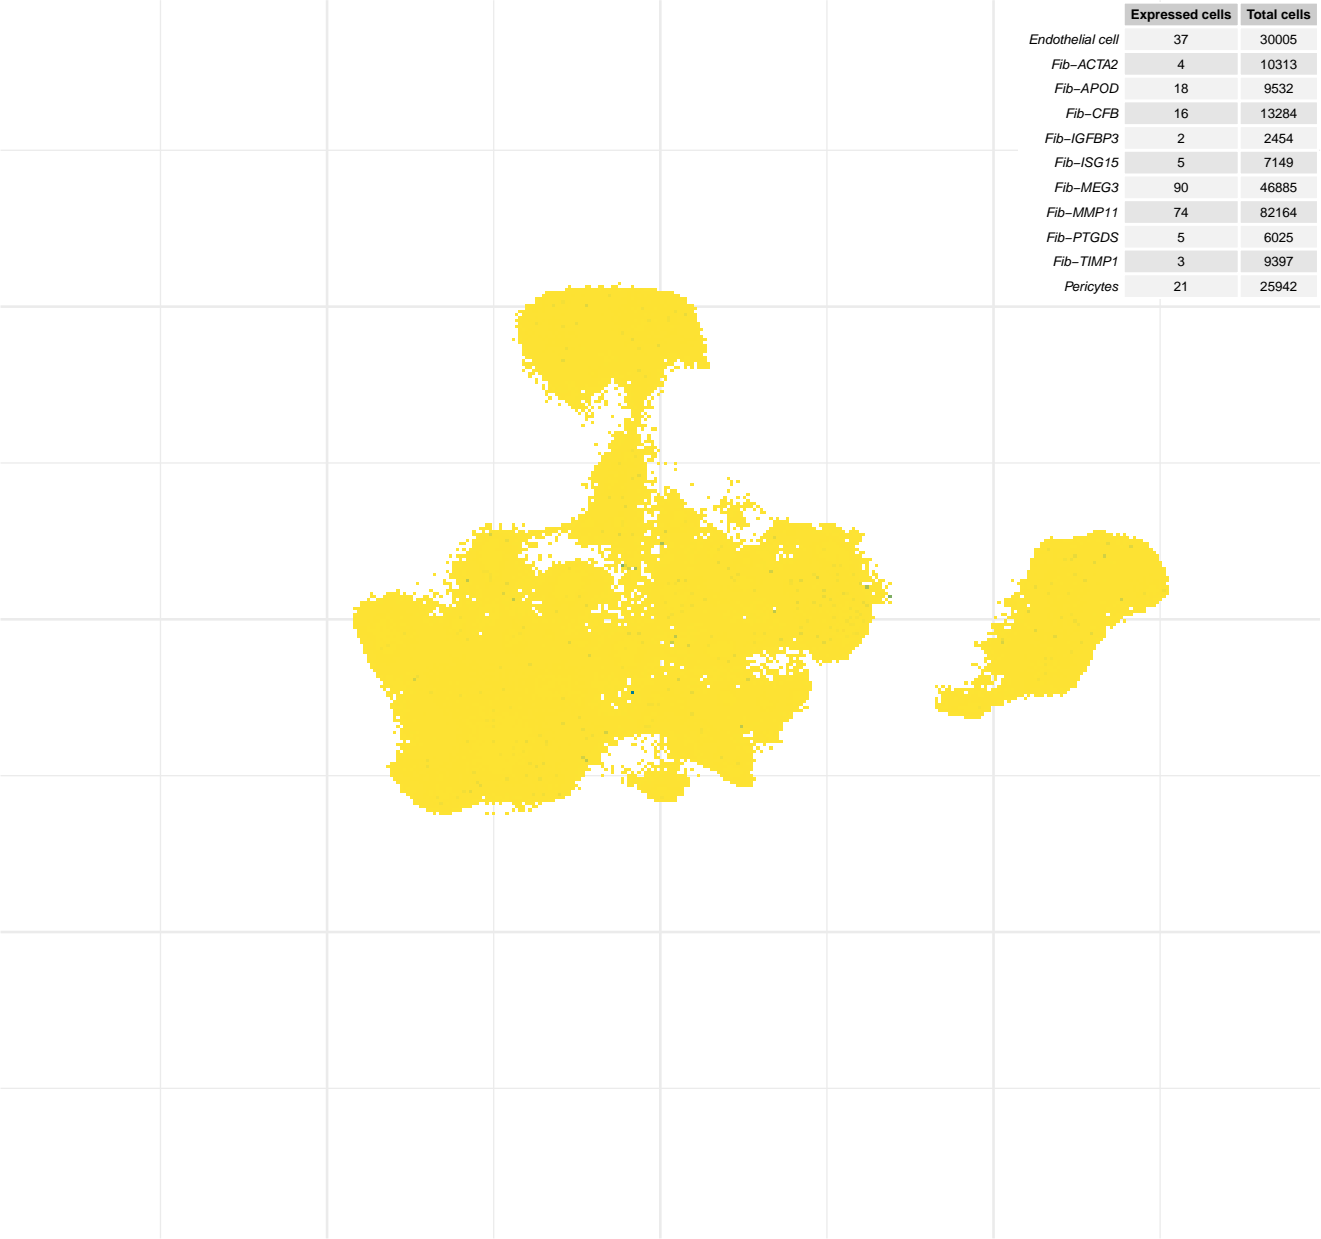 Expressed cells Total cells
Endothelial cell 37 30005
Fib−ACTA2 4 10313
Fib−APOD 18 9532
Fib−CFB 16 13284
Fib−IGFBP3 2 2454
Fib−ISG15 5 7149
Fib−MEG3 90 46885
Fib−MMP11 74 82164
Fib−PTGDS 5 6025
Fib−TIMP1 3 9397
Pericytes 21 25942